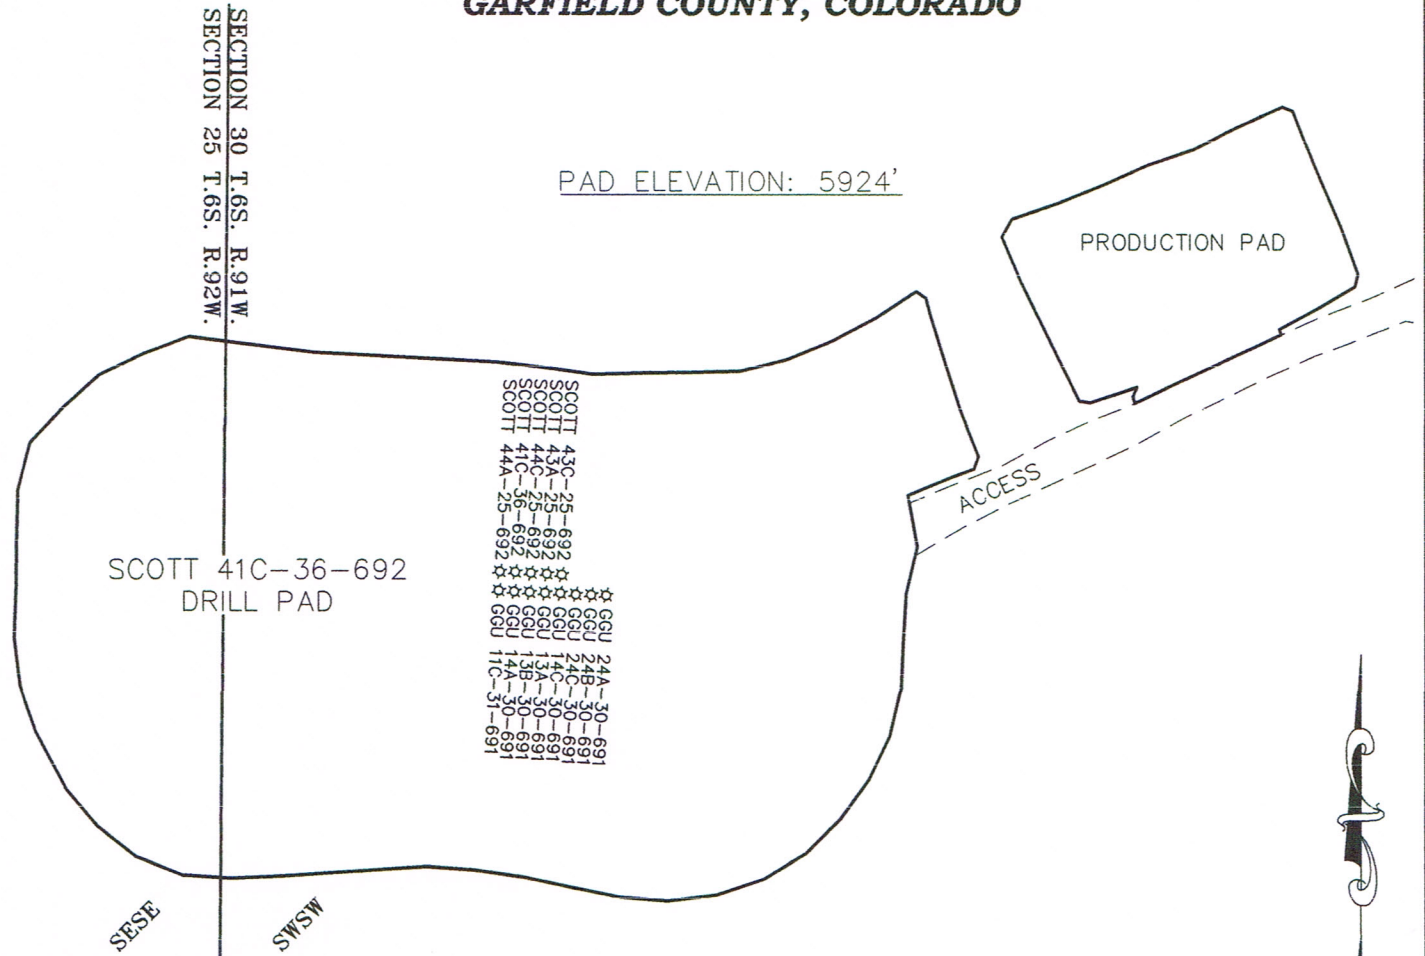 GARFIELD COUNTY, COLORADO
SECTION 30 T.6S. R.91W.
SECTION 25 T.6S. R.92W.
PAD ELEVATION: 5924'
PRODUCTION PAD
ACCESS
SCOTT 41C-36-692
DRILL PAD
SCOTT 43C-25-692
SCOTT 43A-25-692
SCOTT 44C-25-692
SCOTT 41C-36-692
SCOTT 44A-25-692
GGU 24A-30-691
GGU 24B-30-691
GGU 24C-30-691
GGU 14C-30-691
GGU 13A-30-691
GGU 13B-30-691
GGU 14A-30-691
GGU 11C-31-691
SESE
SWSW